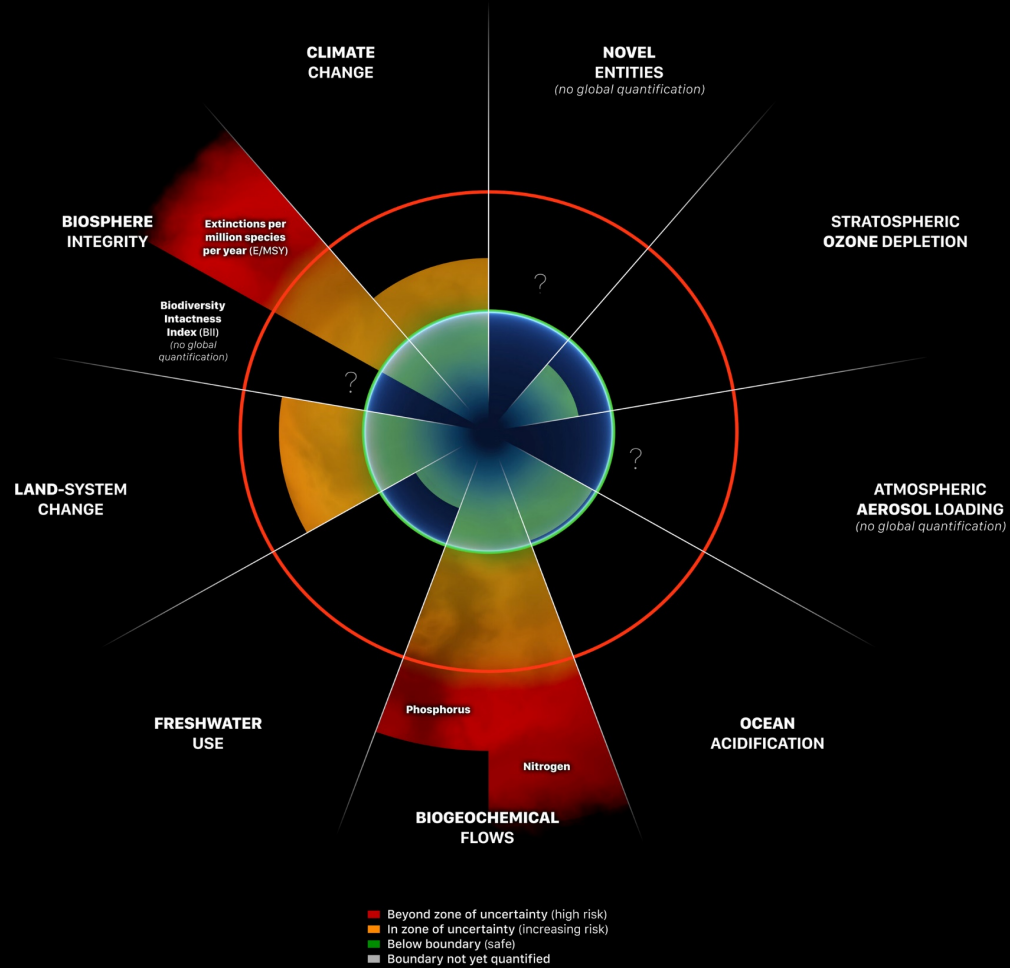 CLIMATE
CHANGE
NOVEL
ENTITIES
(no global quantification)
BIOSPHERE
INTEGRITY
Extinctions per
million species
per year (E/MSY)
STRATOSPHERIC
OZONE DEPLETION
?
Biodiversity
Intactness
Index (BII)
(no global
quantification)
?
?
LAND-SYSTEM
CHANGE
ATMOSPHERIC
AEROSOL LOADING
(no global quantification)
FRESHWATER
USE
Phosphorus
OCEAN
ACIDIFICATION
Nitrogen
BIOGEOCHEMICAL
FLOWS
Beyond zone of uncertainty (high risk)
In zone of uncertainty (increasing risk)
Below boundary (safe)
Boundary not yet quantified